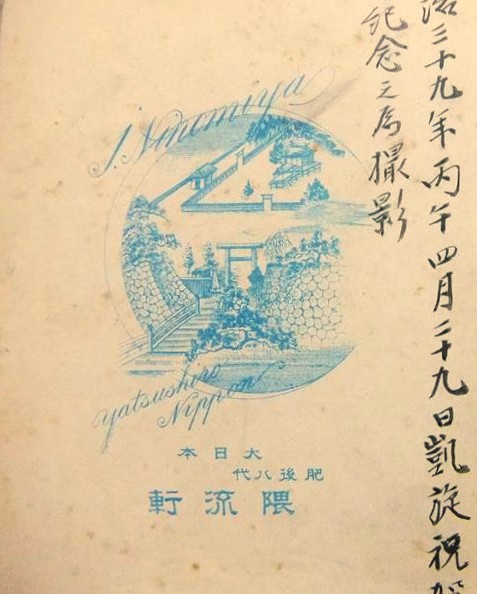 治三十九年丙午四月二十九日凱旋祝賀
紀念之為撮影
Ninomiya
Yatsushiro
Nippon
大日本
肥後八代
隈流軒